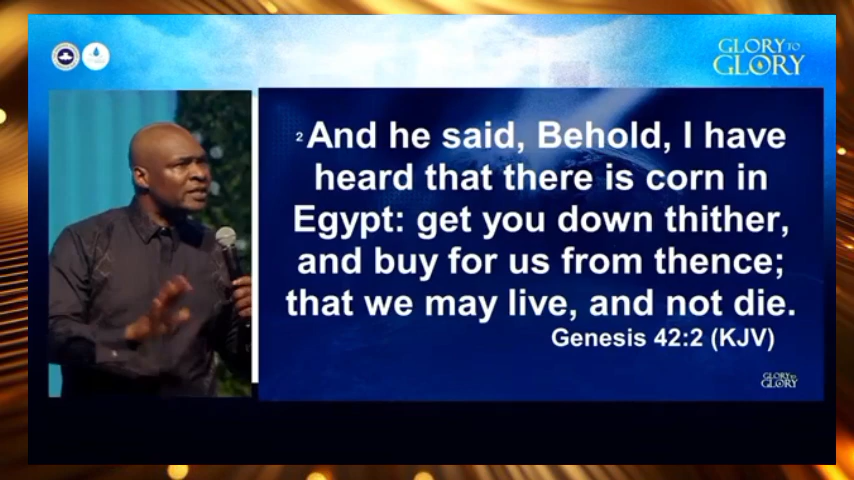 GLORY TO
GLORY
2 And he said, Behold, I have
heard that there is corn in
Egypt: get you down thither,
and buy for us from thence;
that we may live, and not die.
Genesis 42:2 (KJV)
GLORY to
GLORY